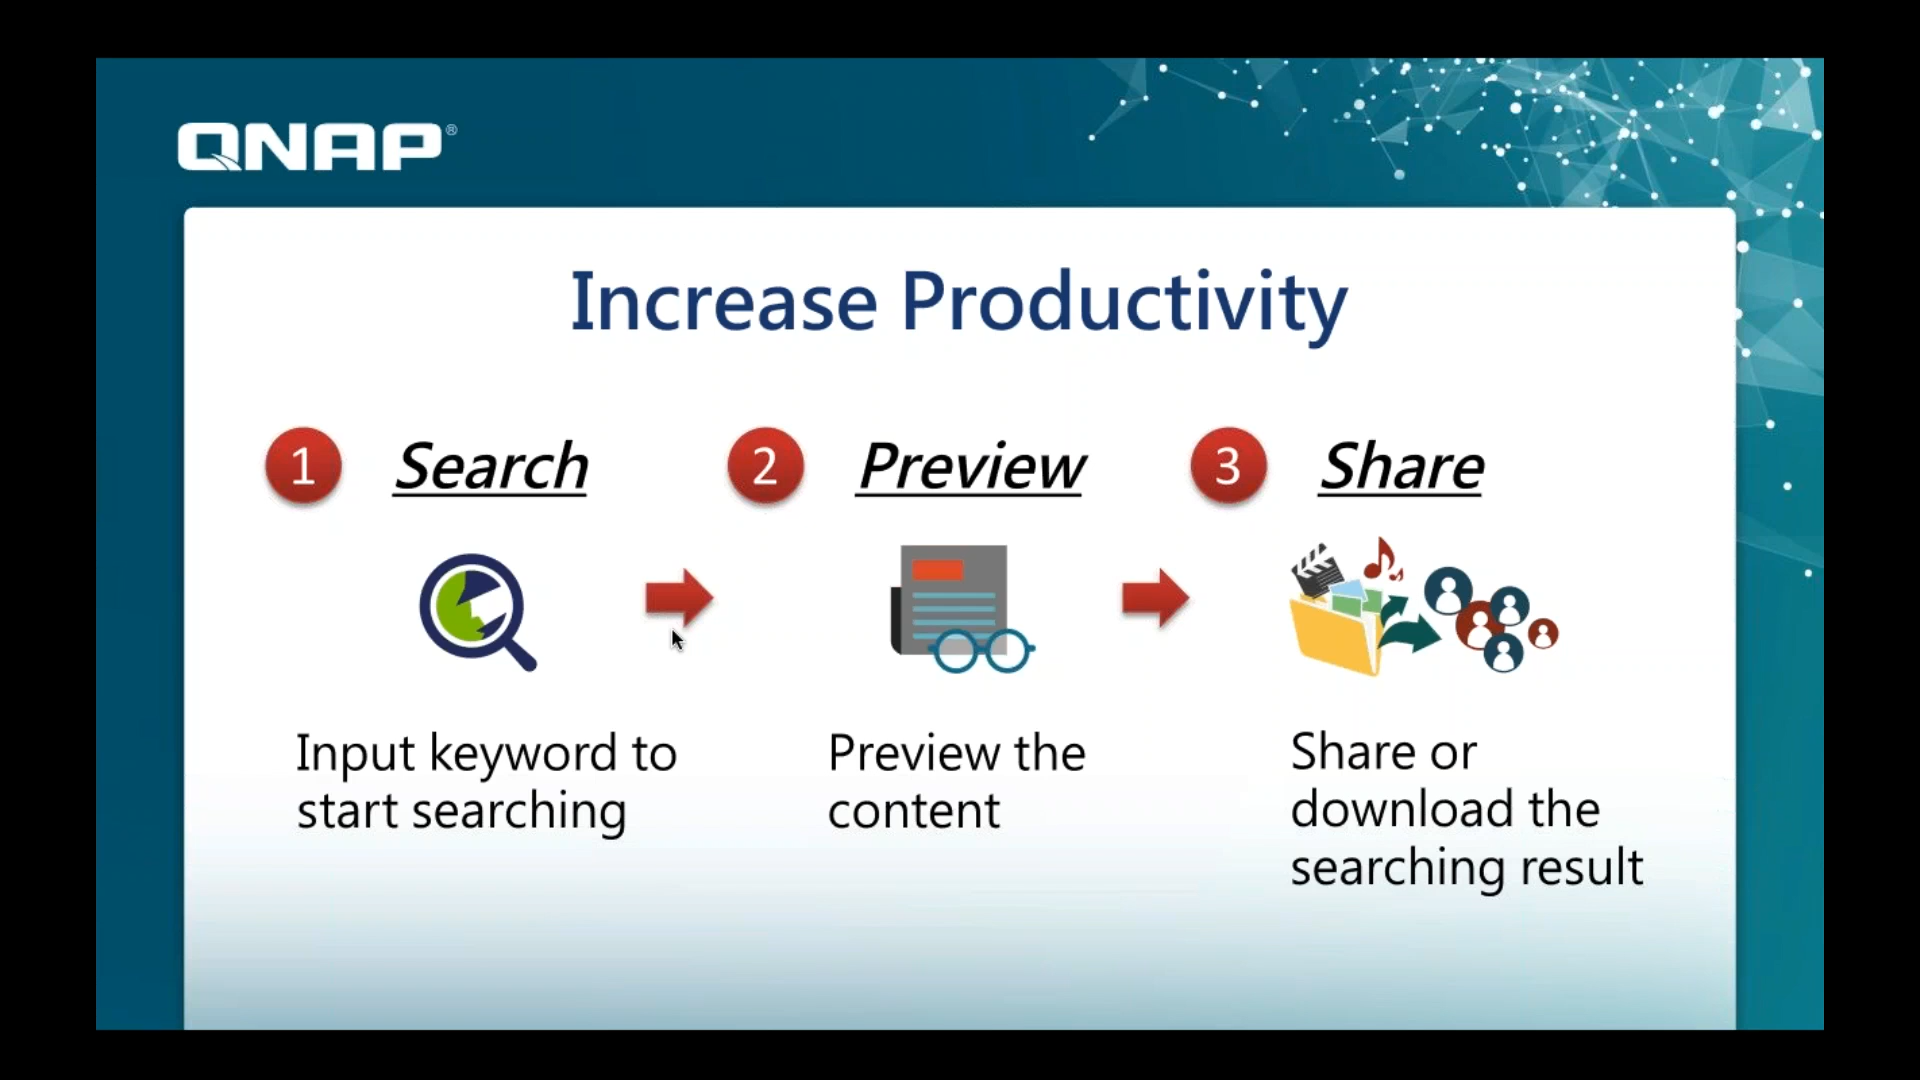 QNAP®
Increase Productivity
1 Search
2 Preview
3 Share
Input keyword to
start searching
Preview the
content
Share or
download the
searching result